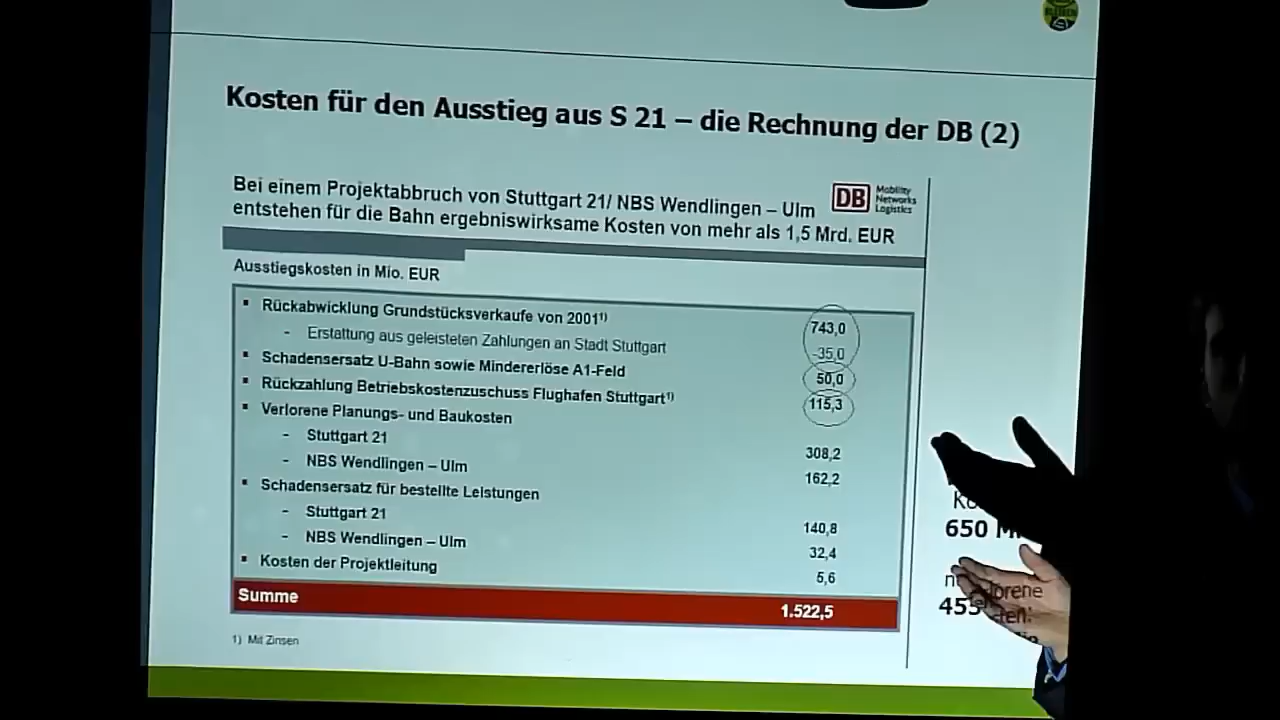 Kosten für den Ausstieg aus S 21 – die Rechnung der DB (2)
Bei einem Projektabbruch von Stuttgart 21/ NBS Wendlingen – Ulm
entstehen für die Bahn ergebniswirksame Kosten von mehr als 1,5 Mrd. EUR
DB Mobility
Networks
Logistics
Ausstiegskosten in Mio. EUR
▪ Rückabwicklung Grundstücksverkaufe von 2001¹⁾ 743,0
- Erstattung aus geleisteten Zahlungen an Stadt Stuttgart -35,0
▪ Schadensersatz U-Bahn sowie Mindererlöse A1-Feld 50,0
▪ Rückzahlung Betriebskostenzuschuss Flughafen Stuttgart¹⁾ 115,3
▪ Verlorene Planungs- und Baukosten
- Stuttgart 21 308,2
- NBS Wendlingen – Ulm 162,2
▪ Schadensersatz für bestellte Leistungen
- Stuttgart 21 140,8
- NBS Wendlingen – Ulm 32,4
▪ Kosten der Projektleitung 5,6
Summe 1.522,5
1) Mit Zinsen
650
455